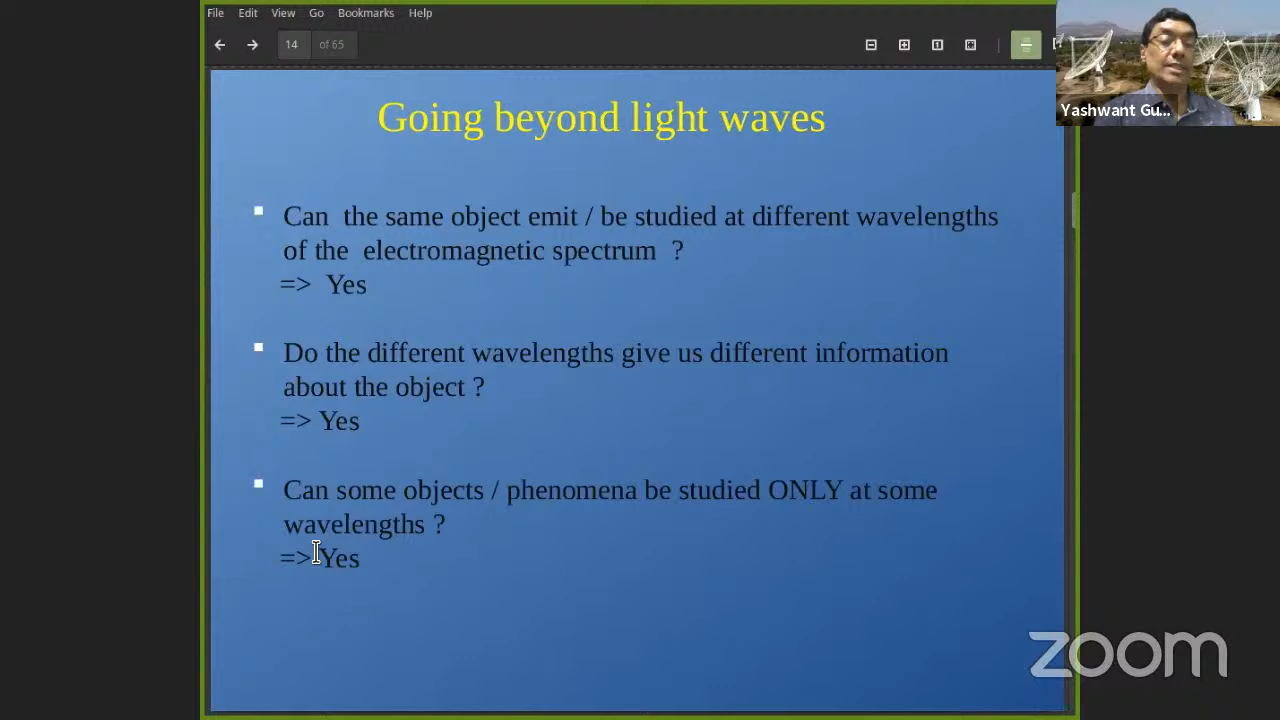 File Edit View Go Bookmarks Help
14 of 65
Yashwant Gu...
Going beyond light waves
Can the same object emit / be studied at different wavelengths
of the electromagnetic spectrum ?
=> Yes
Do the different wavelengths give us different information
about the object ?
=> Yes
Can some objects / phenomena be studied ONLY at some
wavelengths ?
=> Yes
zoom